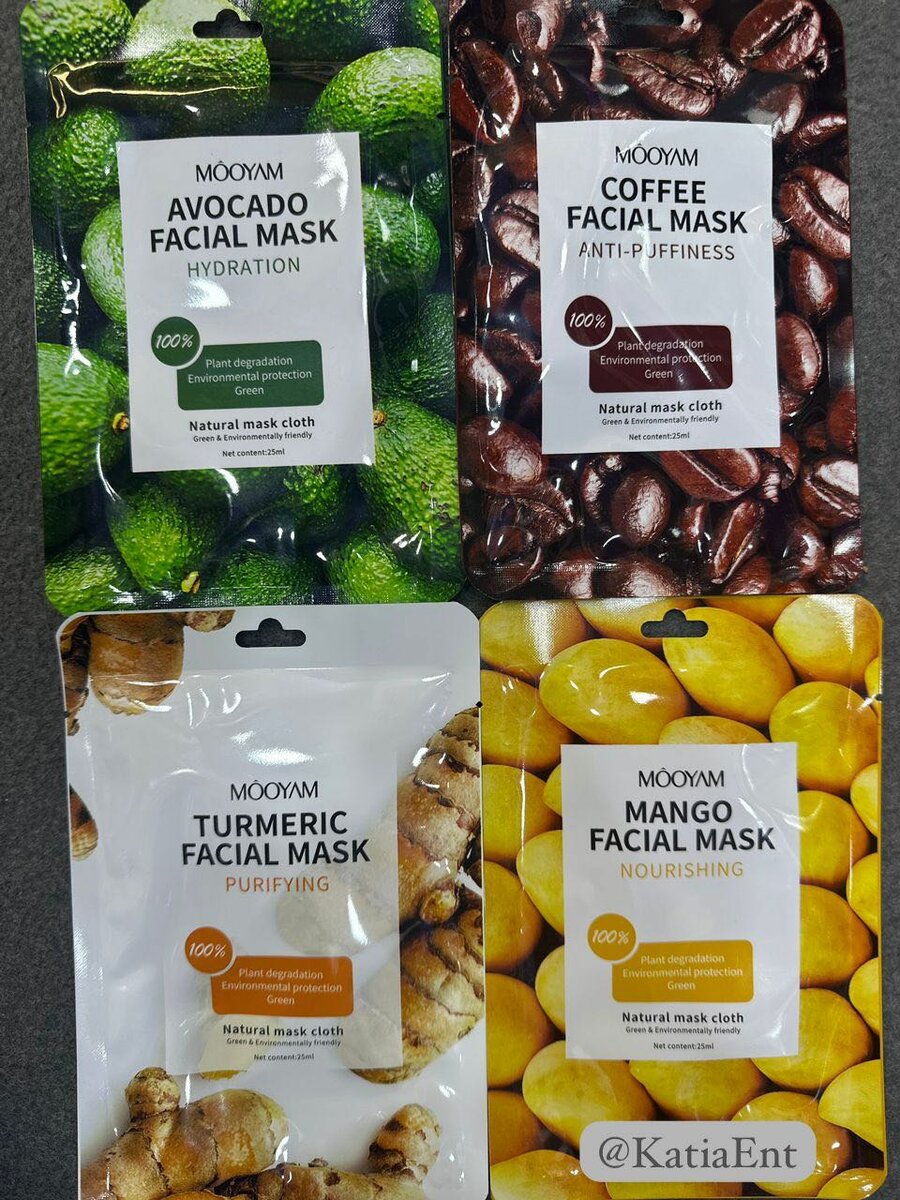 MÔOYAM
AVOCADO
FACIAL MASK
HYDRATION
100%
Plant degradation
Environmental protection
Green
Natural mask cloth
Green & Environmentally friendly
Net content:25ml
MÔOYAM
COFFEE
FACIAL MASK
ANTI-PUFFINESS
100%
Plant degradation
Environmental protection
Green
Natural mask cloth
Green & Environmentally friendly
Net content:25ml
MÔOYAM
TURMERIC
FACIAL MASK
PURIFYING
100%
Plant degradation
Environmental protection
Green
Natural mask cloth
Green & Environmentally friendly
Net content:25ml
MÔOYAM
MANGO
FACIAL MASK
NOURISHING
100%
Plant degradation
Environmental protection
Green
Natural mask cloth
Green & Environmentally friendly
Net content:25ml
@KatiaEnt